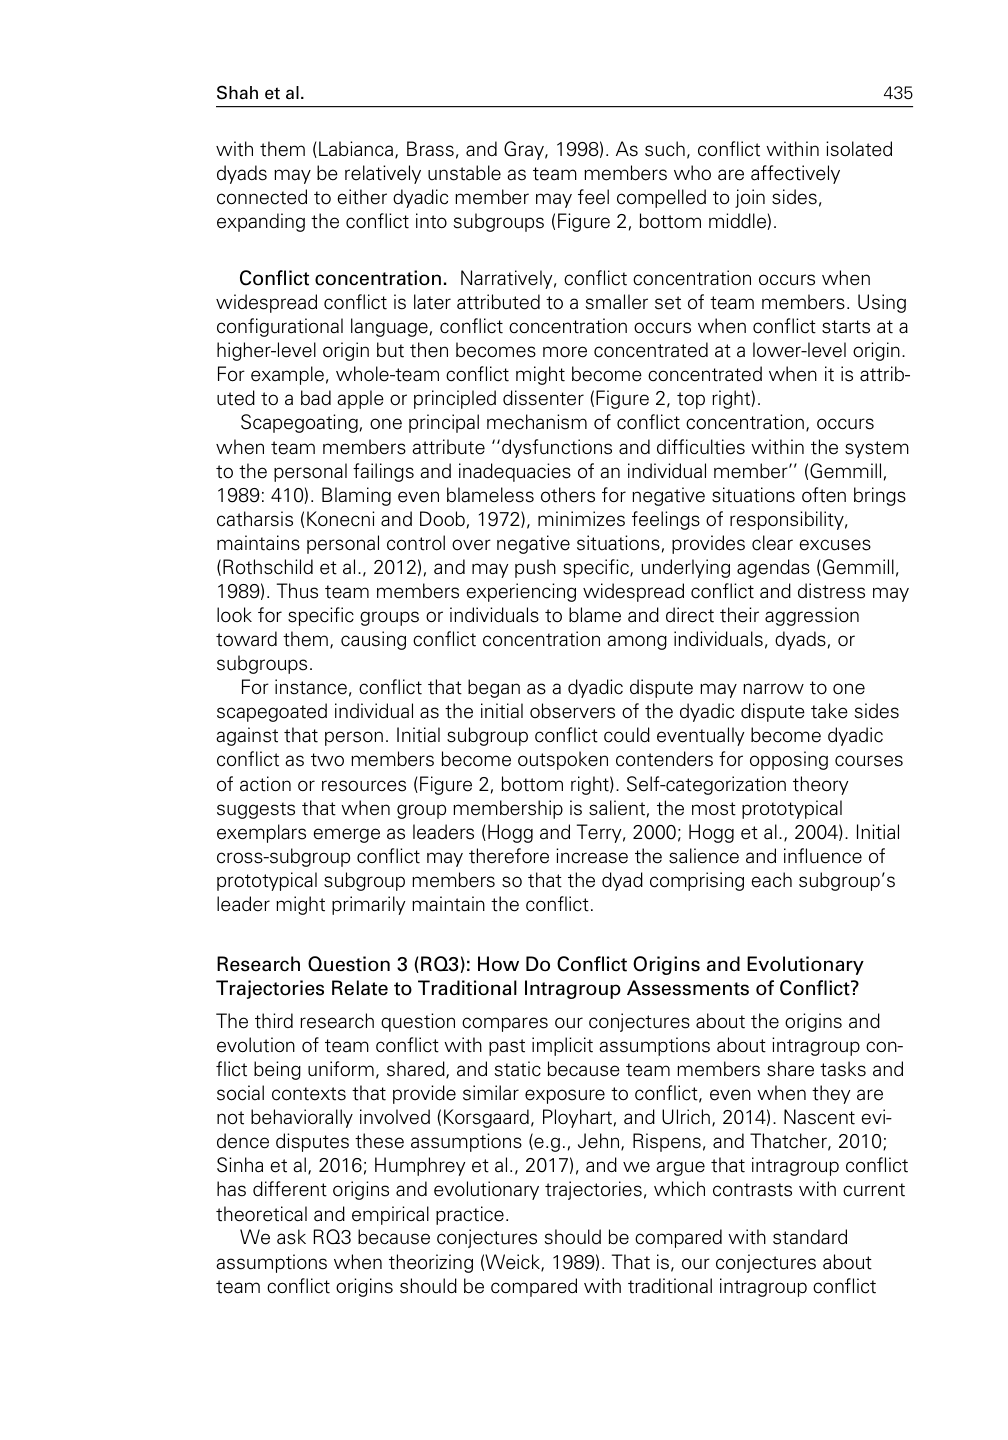 Shah et al. 435
with them (Labianca, Brass, and Gray, 1998). As such, conflict within isolated
dyads may be relatively unstable as team members who are affectively
connected to either dyadic member may feel compelled to join sides,
expanding the conflict into subgroups (Figure 2, bottom middle).
Conflict concentration. Narratively, conflict concentration occurs when
widespread conflict is later attributed to a smaller set of team members. Using
configurational language, conflict concentration occurs when conflict starts at a
higher-level origin but then becomes more concentrated at a lower-level origin.
For example, whole-team conflict might become concentrated when it is attrib-
uted to a bad apple or principled dissenter (Figure 2, top right).
Scapegoating, one principal mechanism of conflict concentration, occurs
when team members attribute ‘‘dysfunctions and difficulties within the system
to the personal failings and inadequacies of an individual member’’ (Gemmill,
1989: 410). Blaming even blameless others for negative situations often brings
catharsis (Konecni and Doob, 1972), minimizes feelings of responsibility,
maintains personal control over negative situations, provides clear excuses
(Rothschild et al., 2012), and may push specific, underlying agendas (Gemmill,
1989). Thus team members experiencing widespread conflict and distress may
look for specific groups or individuals to blame and direct their aggression
toward them, causing conflict concentration among individuals, dyads, or
subgroups.
For instance, conflict that began as a dyadic dispute may narrow to one
scapegoated individual as the initial observers of the dyadic dispute take sides
against that person. Initial subgroup conflict could eventually become dyadic
conflict as two members become outspoken contenders for opposing courses
of action or resources (Figure 2, bottom right). Self-categorization theory
suggests that when group membership is salient, the most prototypical
exemplars emerge as leaders (Hogg and Terry, 2000; Hogg et al., 2004). Initial
cross-subgroup conflict may therefore increase the salience and influence of
prototypical subgroup members so that the dyad comprising each subgroup’s
leader might primarily maintain the conflict.
Research Question 3 (RQ3): How Do Conflict Origins and Evolutionary
Trajectories Relate to Traditional Intragroup Assessments of Conflict?
The third research question compares our conjectures about the origins and
evolution of team conflict with past implicit assumptions about intragroup con-
flict being uniform, shared, and static because team members share tasks and
social contexts that provide similar exposure to conflict, even when they are
not behaviorally involved (Korsgaard, Ployhart, and Ulrich, 2014). Nascent evi-
dence disputes these assumptions (e.g., Jehn, Rispens, and Thatcher, 2010;
Sinha et al, 2016; Humphrey et al., 2017), and we argue that intragroup conflict
has different origins and evolutionary trajectories, which contrasts with current
theoretical and empirical practice.
We ask RQ3 because conjectures should be compared with standard
assumptions when theorizing (Weick, 1989). That is, our conjectures about
team conflict origins should be compared with traditional intragroup conflict